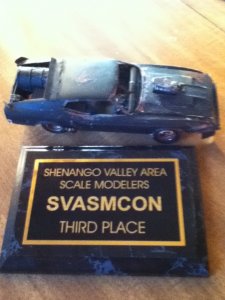 SHENANGO VALLEY AREA
SCALE MODELERS
SVASMCON
THIRD PLACE